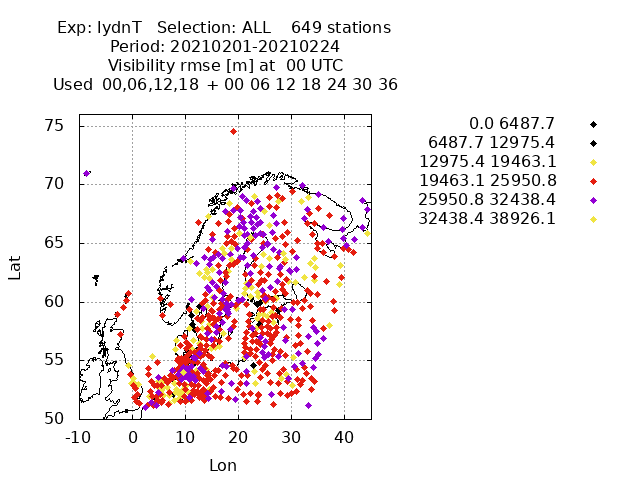 Exp: IydnT   Selection: ALL    649 stations
Period: 20210201-20210224
Visibility rmse [m] at  00 UTC
Used  00,06,12,18  + 00 06 12 18 24 30 36
0.0 6487.7
6487.7 12975.4
12975.4 19463.1
19463.1 25950.8
25950.8 32438.4
32438.4 38926.1
75
70
65
60
55
50
Lat
-10 0 10 20 30 40
Lon